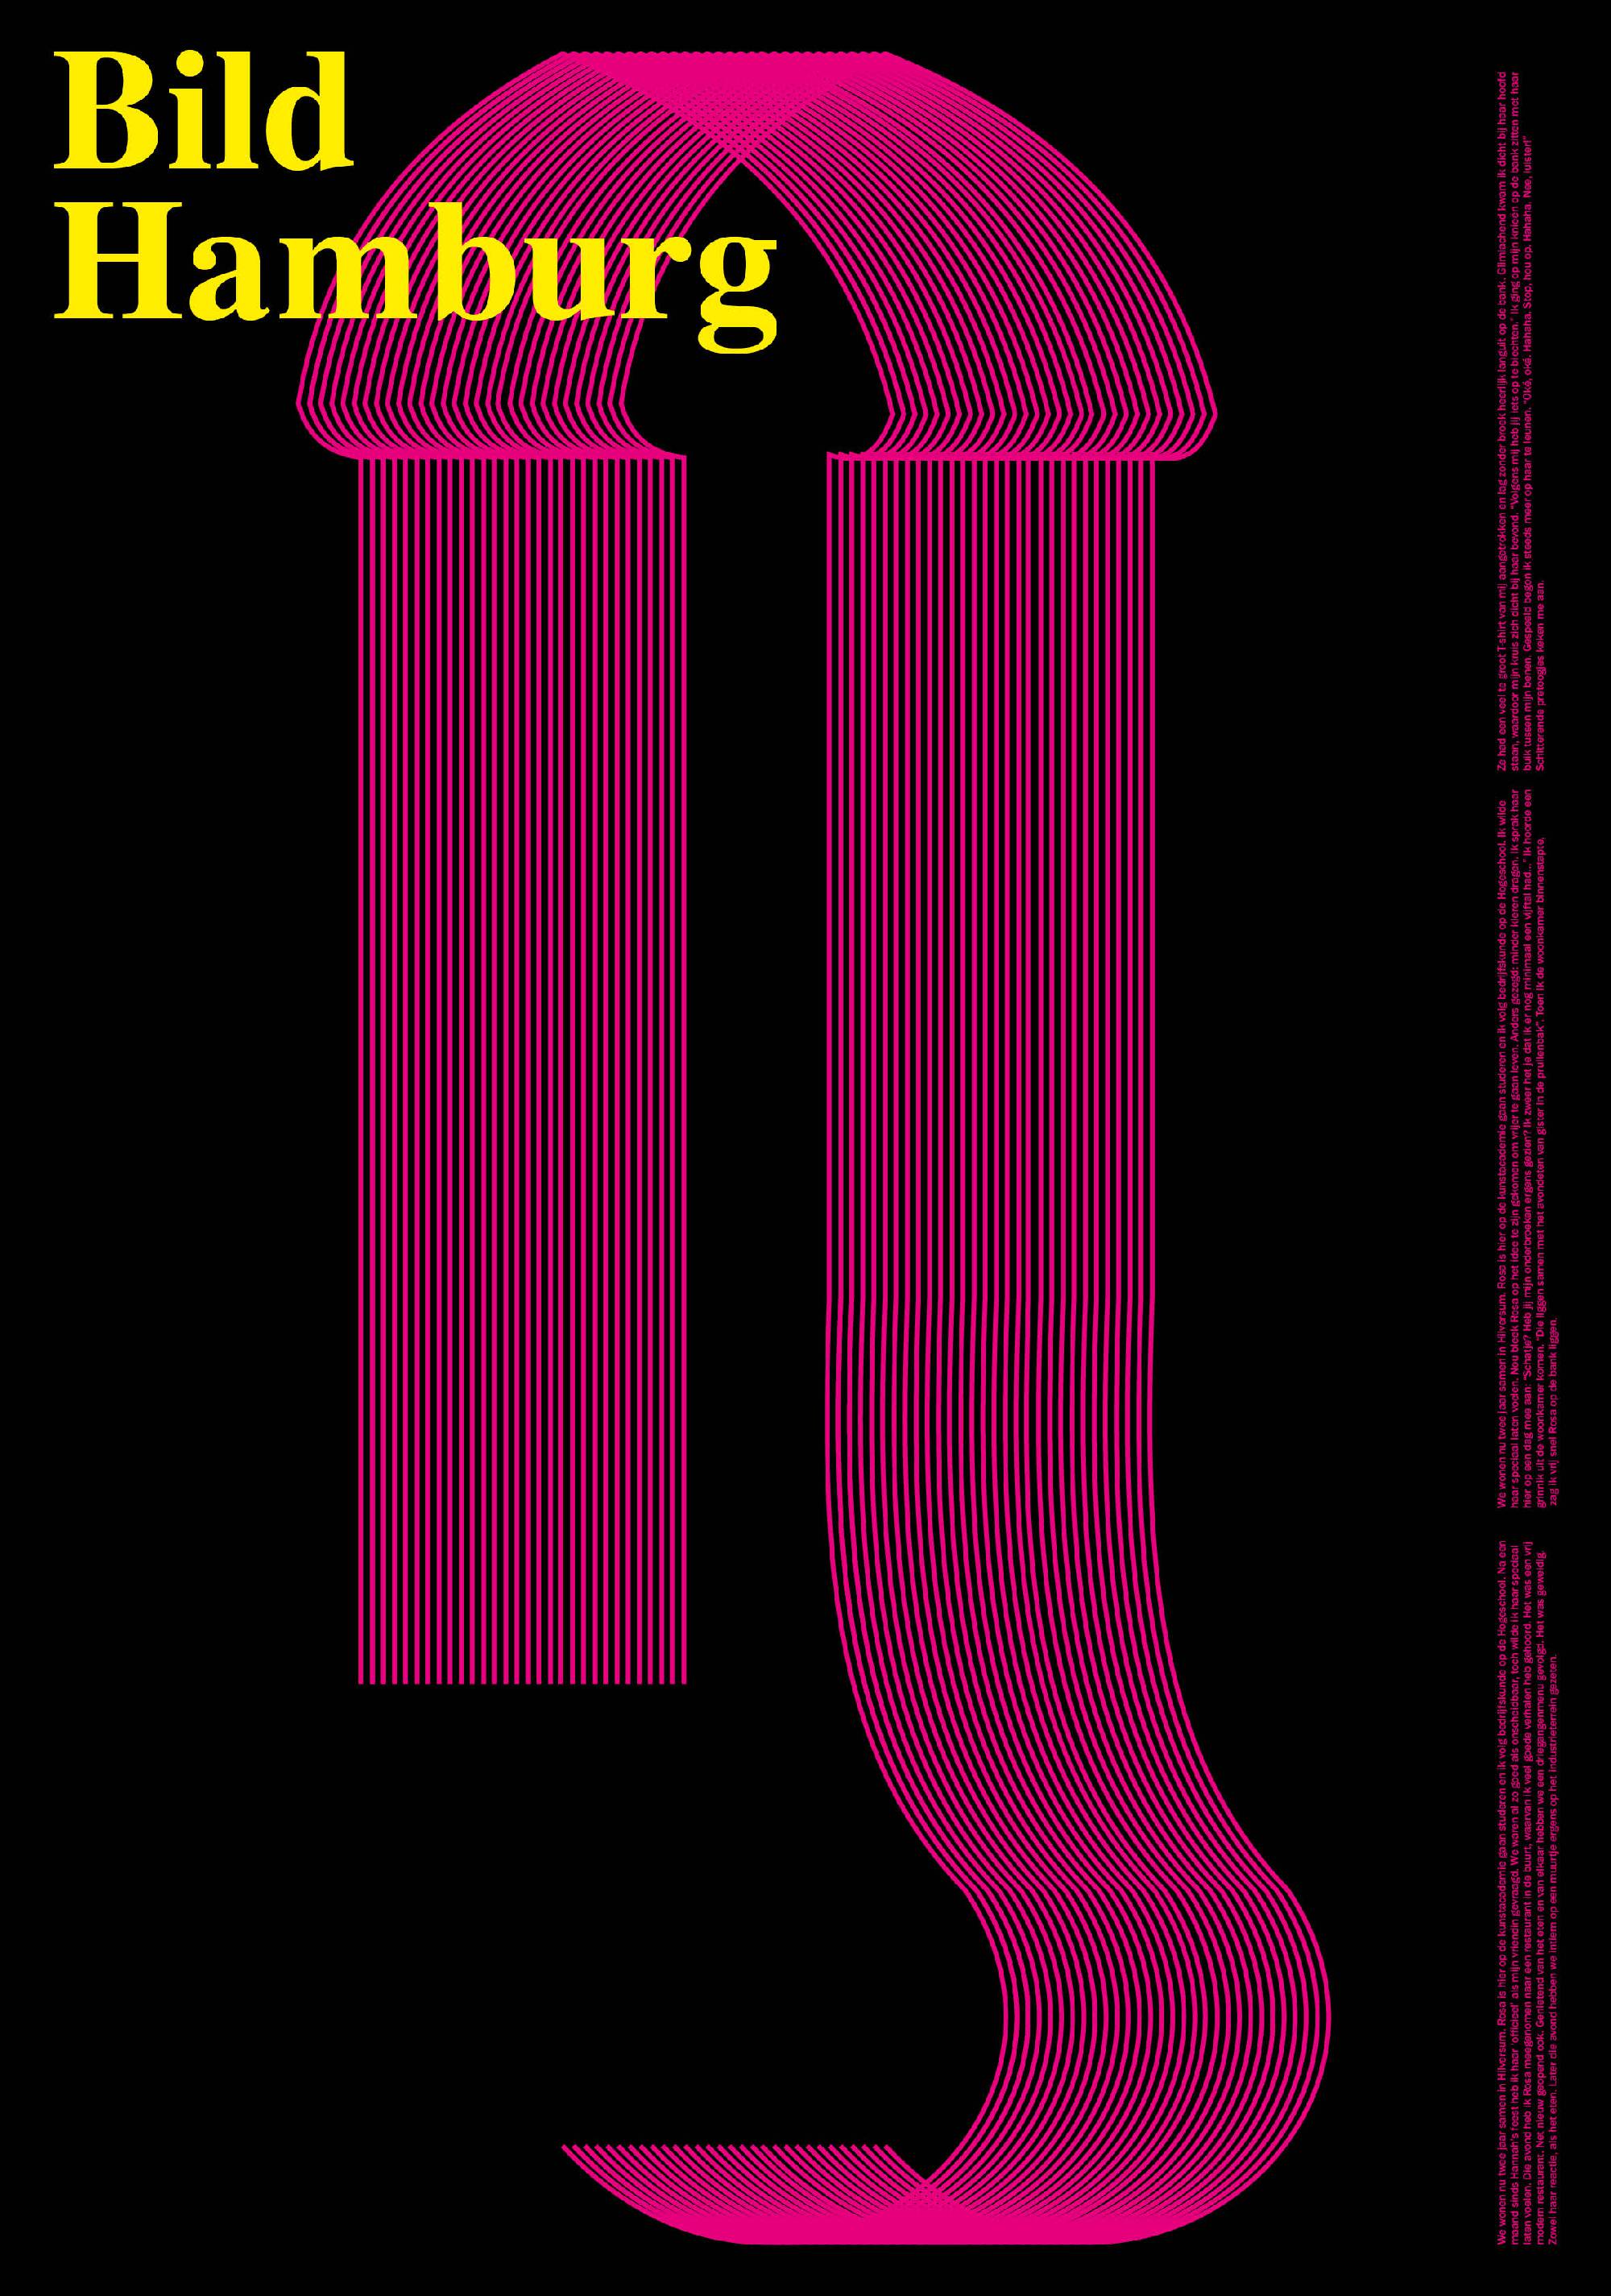 Bild
Hamburg
We wonen nu twee jaar samen in Hilversum. Rosa is hier op de kunstacademie gaan studeren en ik volg bedrijfskunde op de Hogeschool. Na een
maand sinds Hannah's feest heb ik haar 'officieel' als mijn vriendin gevraagd. We waren al zo goed als onscheidbaar, toch wilde ik haar speciaal
laten voelen. Die avond heb ik Rosa meegenomen naar een restaurant in de buurt, waarvan ik veel goede verhalen heb gehoord. Het was een vrij
modern restaurant. Net nieuw geopend ook. Genietend van het eten en van elkaar hebben we een driegangenmenu gevolgd. Het was geweldig.
Zowel haar reactie, als het eten. Later die avond hebben we intiem op een muurtje ergens op het industrieterrein gezeten.
We wonen nu twee jaar samen in Hilversum. Rosa is hier op de kunstacademie gaan studeren en ik volg bedrijfskunde op de Hogeschool. Ik wilde
haar speciaal laten voelen. Nou bleek Rosa op het idee te zijn gekomen om vrijer te gaan leven. Anders gezegd: minder kleren dragen. Ik sprak haar
hier op een dag mee aan: "Schatje? Heb jij mijn onderbroeken ergens gezien? Ik zweer het je dat ik er nog minimaal een vijftal had..." Ik hoorde een
grinnik uit de woonkamer komen. "Die liggen samen met het avondeten van gister in de prullenbak". Toen ik de woonkamer binnenstapte,
zag ik vrij snel Rosa op de bank liggen.
Ze had een veel te groot T-shirt van mij aangetrokken en lag zonder broek heerlijk languit op de bank. Glimlachend kwam ik dicht bij haar hoofd
staan, waardoor mijn kruis zich dicht bij haar bevond. "Volgens mij heb jij iets op te biechten." Ik ging op mijn knieën op de bank zitten met haar
buik tussen mijn benen. Gespeeld begon ik steeds meer op haar te leunen. "Oké, oké. Hahaha. Stop, hou op. Hahaha. Nee, luister!"
Schitterende pretoogjes keken me aan.